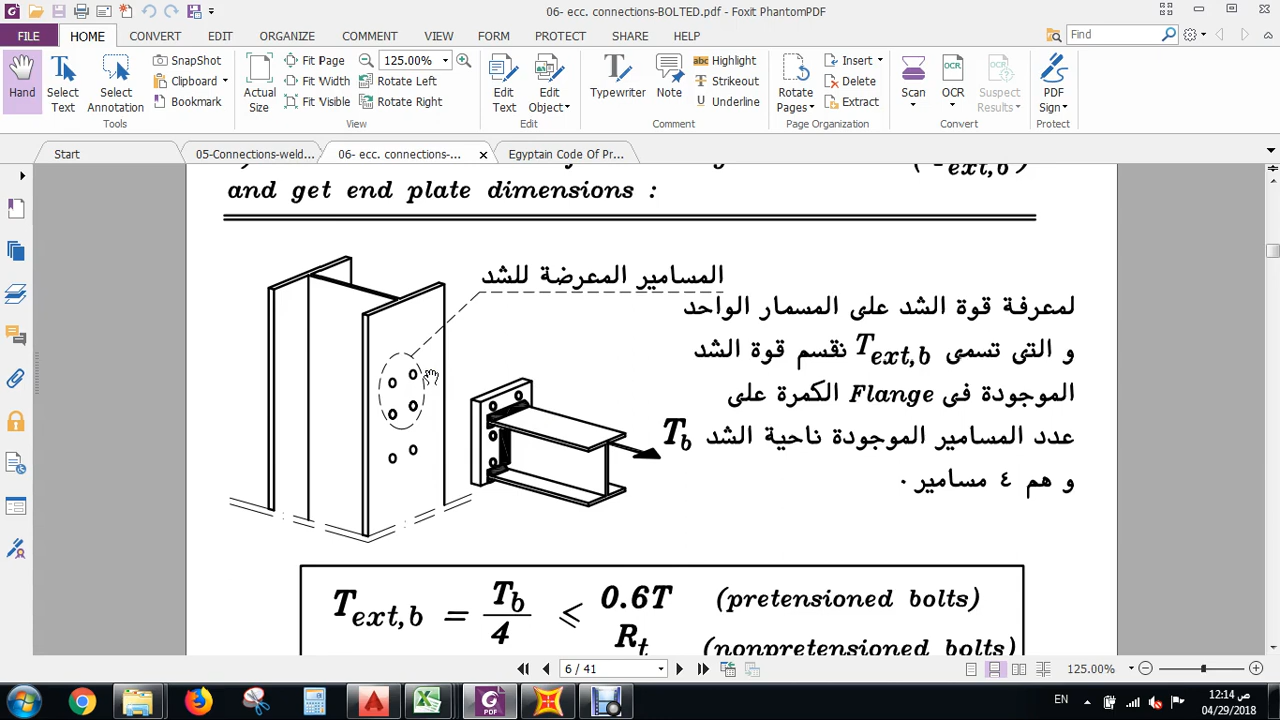 06- ecc. connections-BOLTED.pdf - Foxit PhantomPDF
FILE HOME CONVERT EDIT ORGANIZE COMMENT VIEW FORM PROTECT SHARE HELP Find
Hand
Select Text
Select Annotation
SnapShot
Clipboard
Bookmark
Tools
Actual Size
Fit Page
Fit Width
Fit Visible
125.00%
Rotate Left
Rotate Right
View
Edit Text
Edit Object
Edit
Typewriter
Note
Highlight
Strikeout
Underline
Comment
Rotate Pages
Insert
Delete
Extract
Page Organization
Scan
OCR
Suspect Results
Convert
PDF Sign
Protect
Start 05-Connections-weld... 06- ecc. connections-... Egyptain Code Of Pr...
ext,b
and get end plate dimensions :
المسامير المعرضة للشد
لمعرفة قوة الشد على المسمار الواحد
و التى تسمى Text,b نقسم قوة الشد
الموجودة فى Flange الكمرة على
عدد المسامير الموجودة ناحية الشد
و هم ٤ مسامير .
Tb
Text,b = Tb/4 ≤ 0.6T (pretensioned bolts)
Rt (nonpretensioned bolts)
6 / 41
125.00%
EN
12:14 ص
04/29/2018